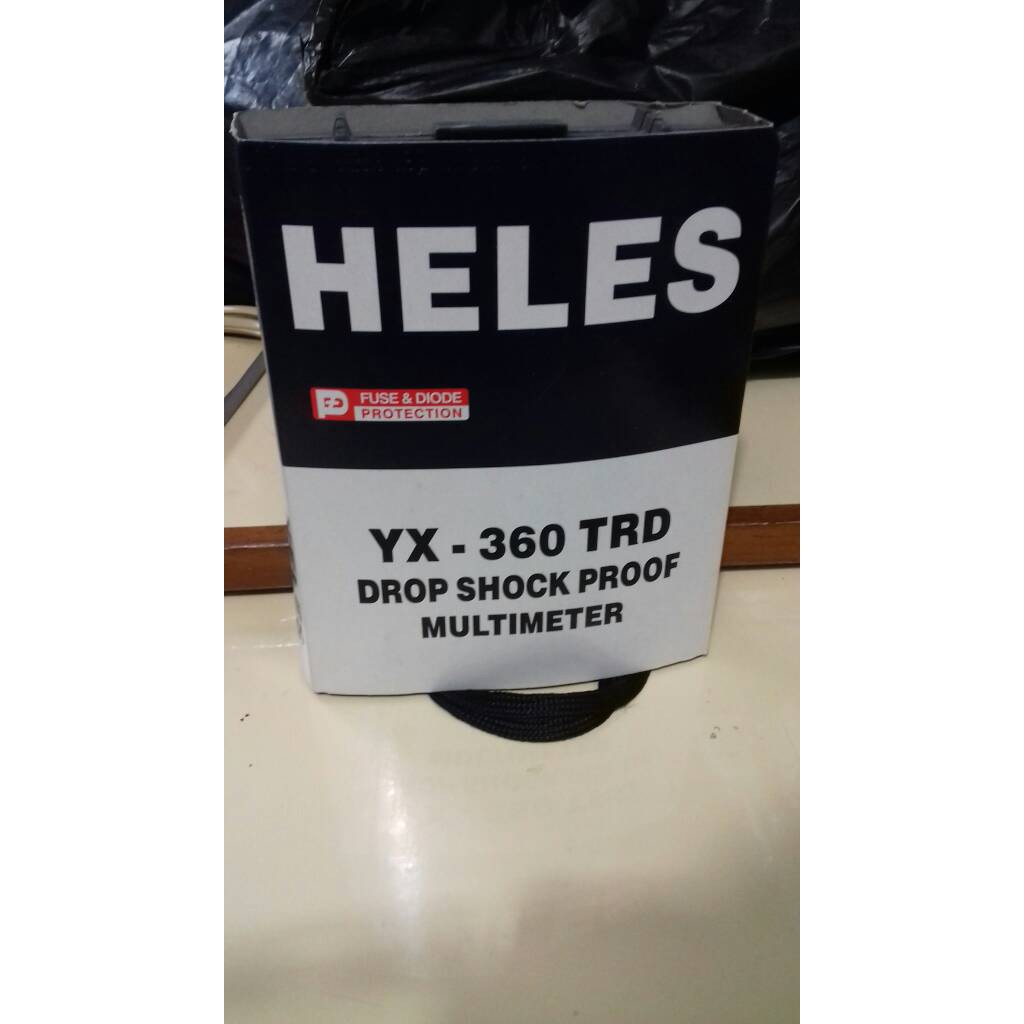 HELES
FUSE & DIODE
PROTECTION
YX - 360 TRD
DROP SHOCK PROOF
MULTIMETER